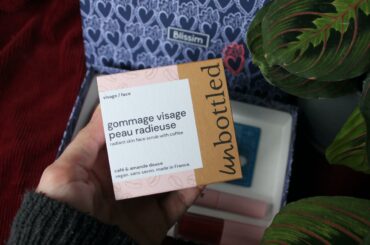 Blissim
visage / face
gommage visage
peau radieuse
radiant skin face scrub with coffee
café & amande douce
vegan, sans savon, made in France
unbottled